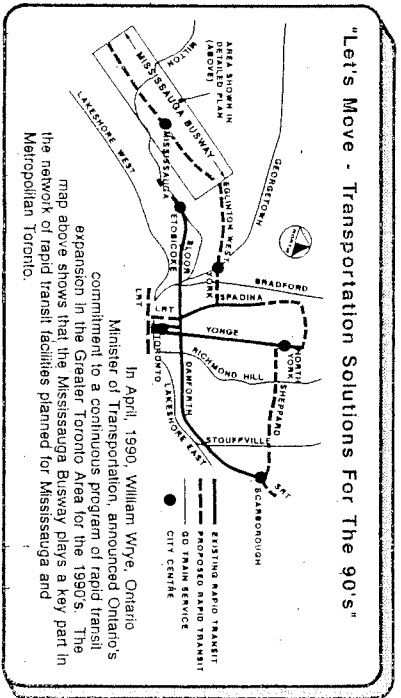 "Let's Move - Transportation Solutions For The 90's"
AREA SHOWN IN
DETAILED PLAN
(ABOVE)
MILTON
MISSISSAUGA BUSWAY
MISSISSAUGA
LAKESHORE WEST
GEORGETOWN
EGLINTON WEST
ETOBICOKE
BLOOR
YORK
NORTH
BRADFORD
SPADINA
YONGE
NORTH
YORK
SHEPPARD
LRT
LRT
TORONTO
RICHMOND HILL
DANFORTH
LAKESHORE EAST
STOUFFVILLE
SRT
SCARBOROUGH
EXISTING RAPID TRANSIT
PROPOSED RAPID TRANSIT
GO TRAIN SERVICE
CITY CENTRE
In April, 1990, William Wrye, Ontario
Minister of Transportation, announced Ontario's
commitment to a continuous program of rapid transit
expansion in the Greater Toronto Area for the 1990's. The
map above shows that the Mississauga Busway plays a key part in
the network of rapid transit facilities planned for Mississauga and
Metropolitan Toronto.